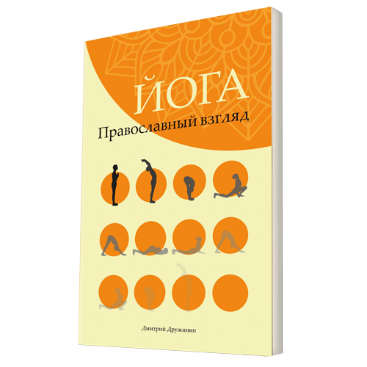 ЙОГА
Православный взгляд
Дмитрий Дружинин